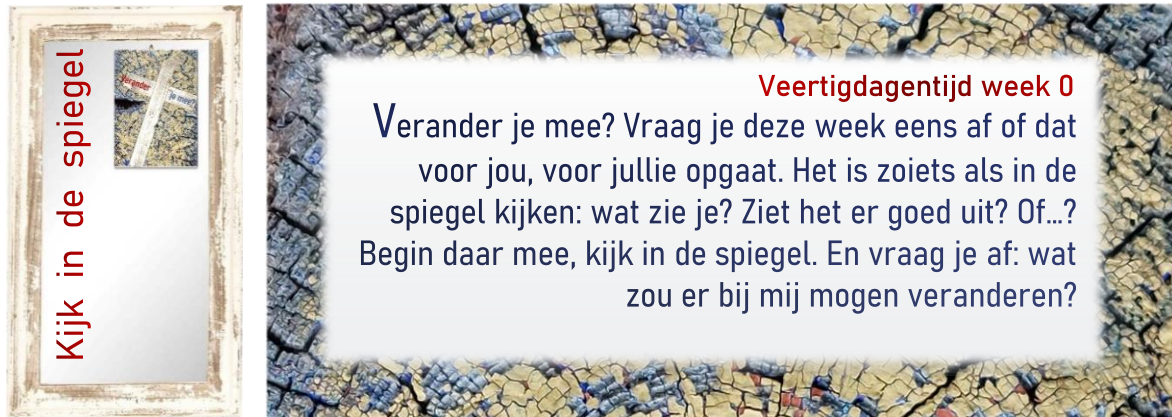 Kijk in de spiegel
Verander
je mee?
Veertigdagentijd week 0
Verander je mee? Vraag je deze week eens af of dat
voor jou, voor jullie opgaat. Het is zoiets als in de
spiegel kijken: wat zie je? Ziet het er goed uit? Of...?
Begin daar mee, kijk in de spiegel. En vraag je af: wat
zou er bij mij mogen veranderen?